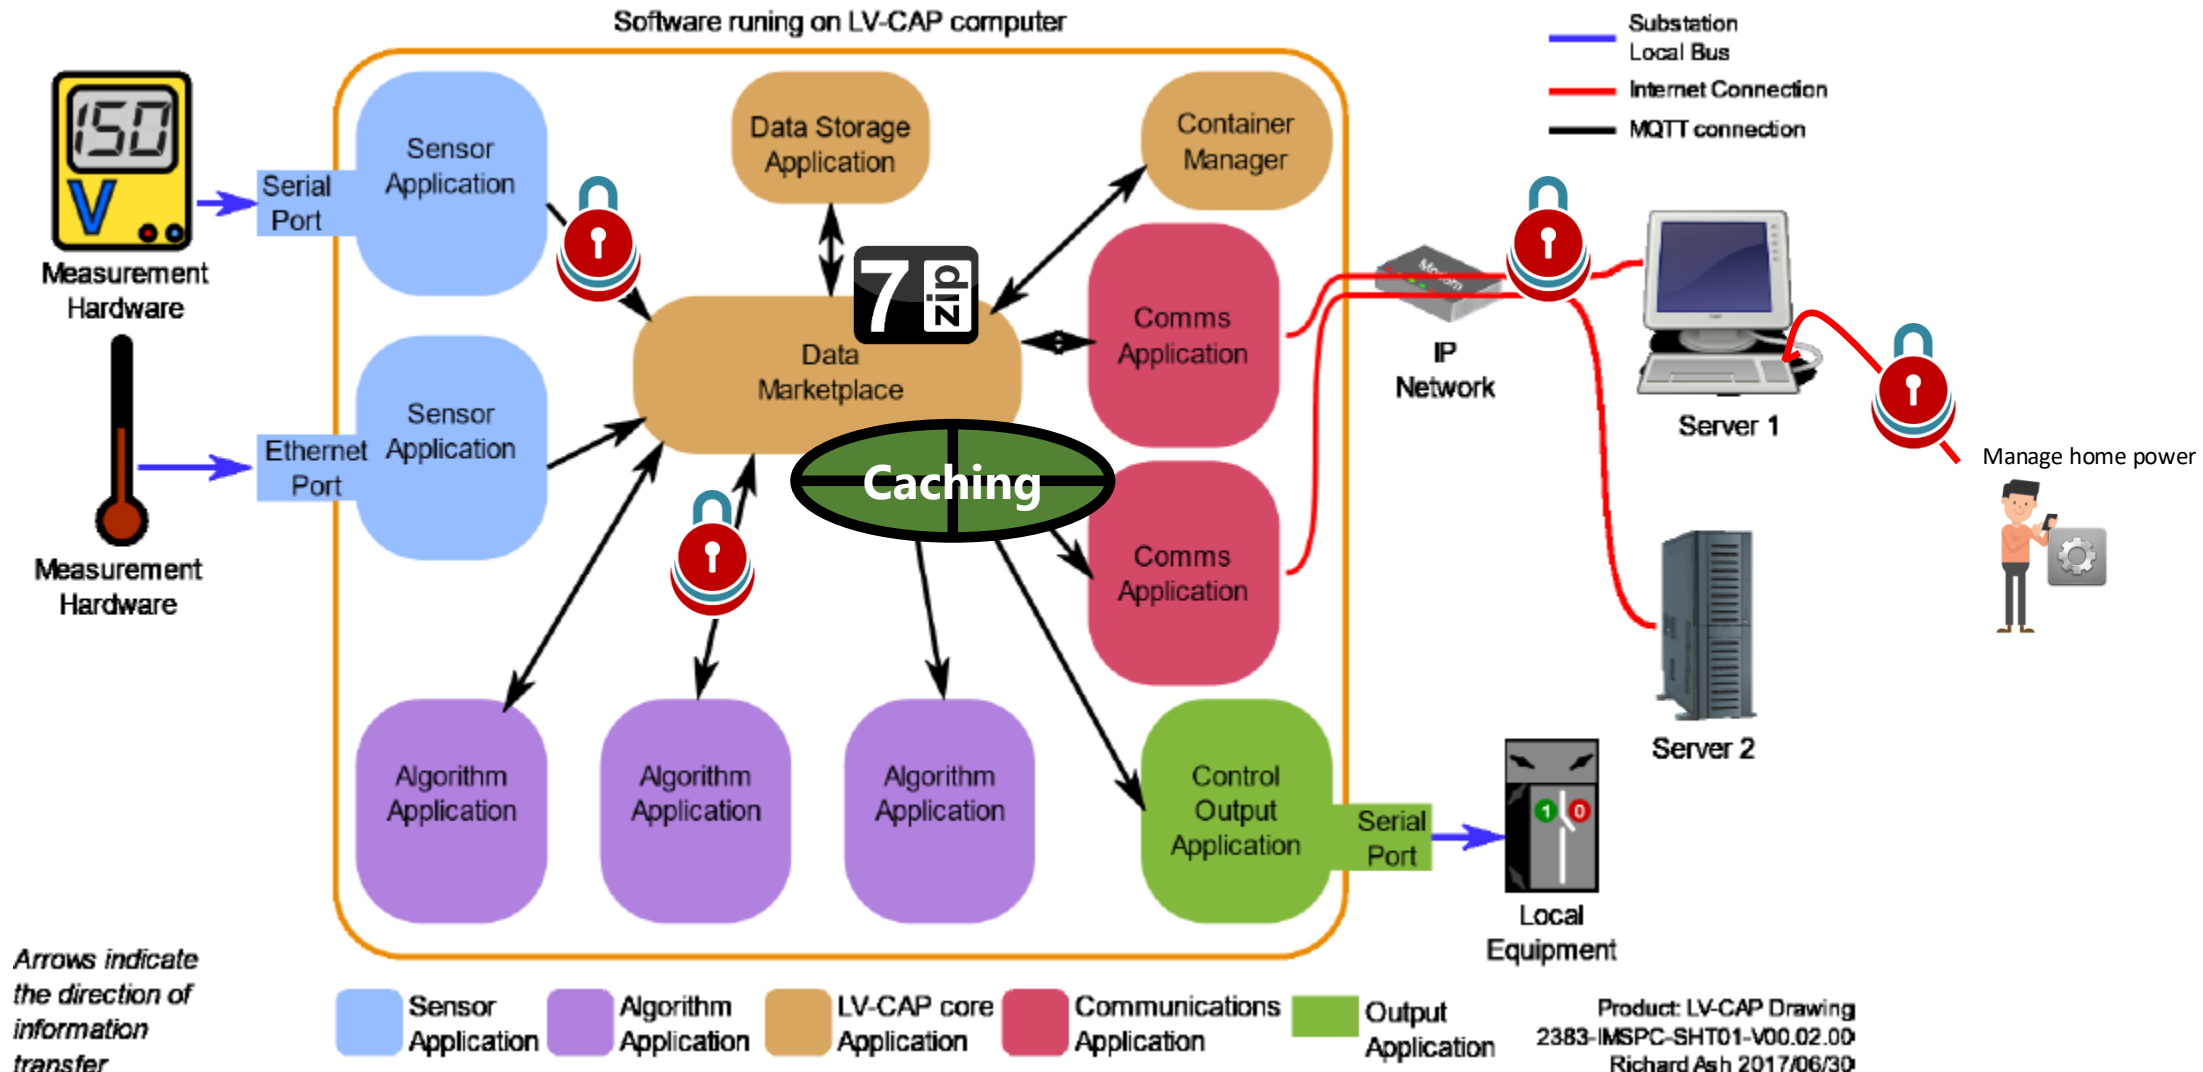 Software runing on LV-CAP computer
Substation
Local Bus
Internet Connection
MQTT connection
150
V
Measurement
Hardware
Serial
Port
Sensor
Application
Data Storage
Application
Container
Manager
7
zip
Data
Marketplace
Caching
Comms
Application
Modem
IP
Network
Server 1
Manage home power
Measurement
Hardware
Ethernet
Port
Sensor
Application
Comms
Application
Server 2
Algorithm
Application
Algorithm
Application
Algorithm
Application
Control
Output
Application
Serial
Port
1
0
Local
Equipment
Arrows indicate
the direction of
information
transfer
Sensor
Application
Algorithm
Application
LV-CAP core
Application
Communications
Application
Output
Application
Product: LV-CAP Drawing
2383-IMSPC-SHT01-V00.02.00
Richard Ash 2017/06/30